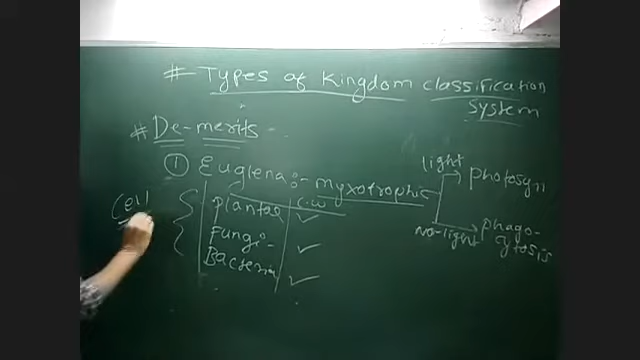 # Types of Kingdom classification
System
# De-merits -
① Euglena :- myxotrophic
light → photosyn
no-light → phago-
cytosis
C.W
Plantae ✓
Fungi - ✓
Bacteria ✓
Cell